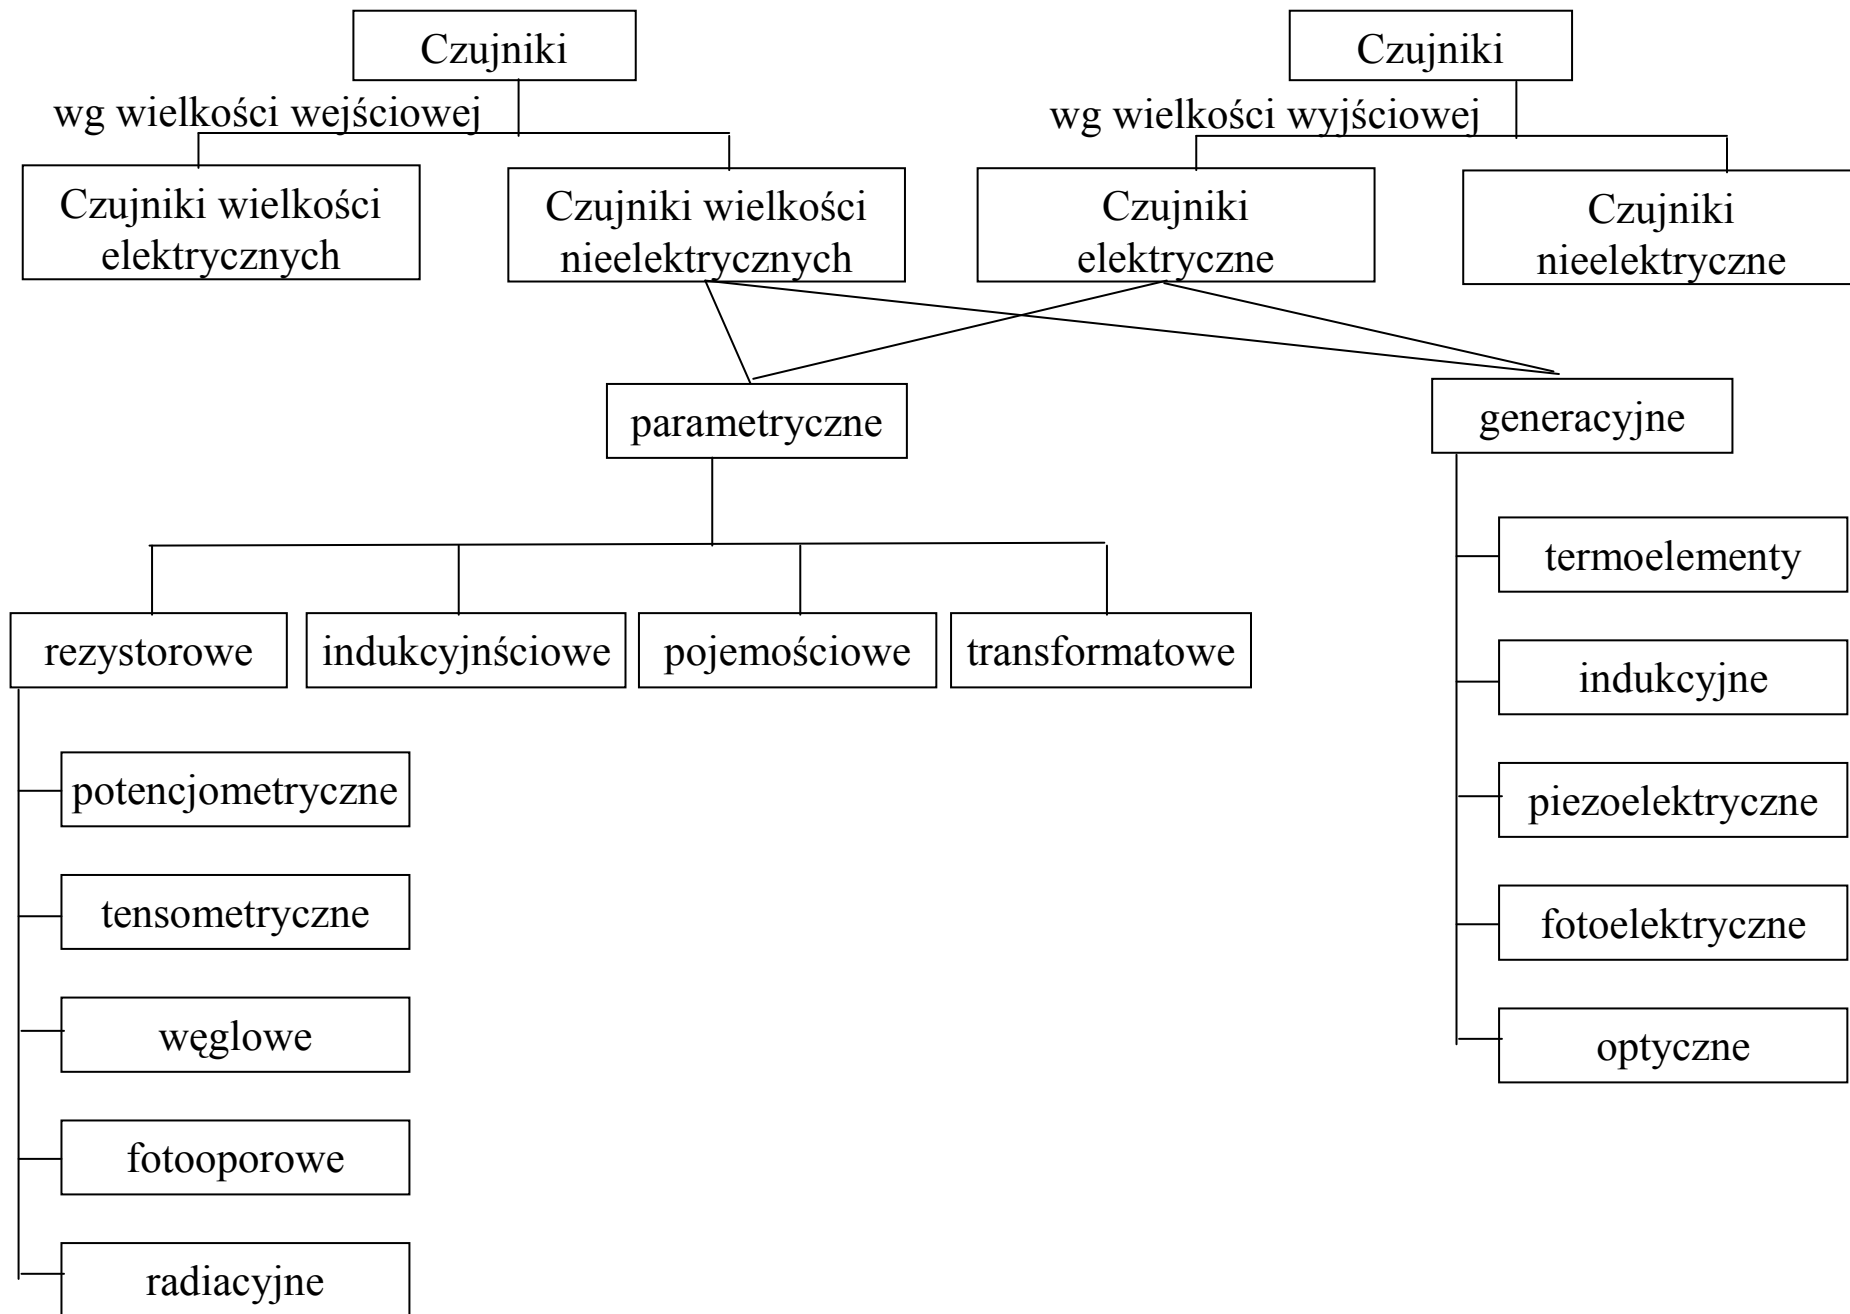 Czujniki
Czujniki
wg wielkości wejściowej
wg wielkości wyjściowej
Czujniki wielkości
elektrycznych
Czujniki wielkości
nieelektrycznych
Czujniki
elektryczne
Czujniki
nieelektryczne
parametryczne
generacyjne
rezystorowe
indukcyjnściowe
pojemościowe
transformatowe
potencjometryczne
tensometryczne
węglowe
fotooporowe
radiacyjne
termoelementy
indukcyjne
piezoelektryczne
fotoelektryczne
optyczne